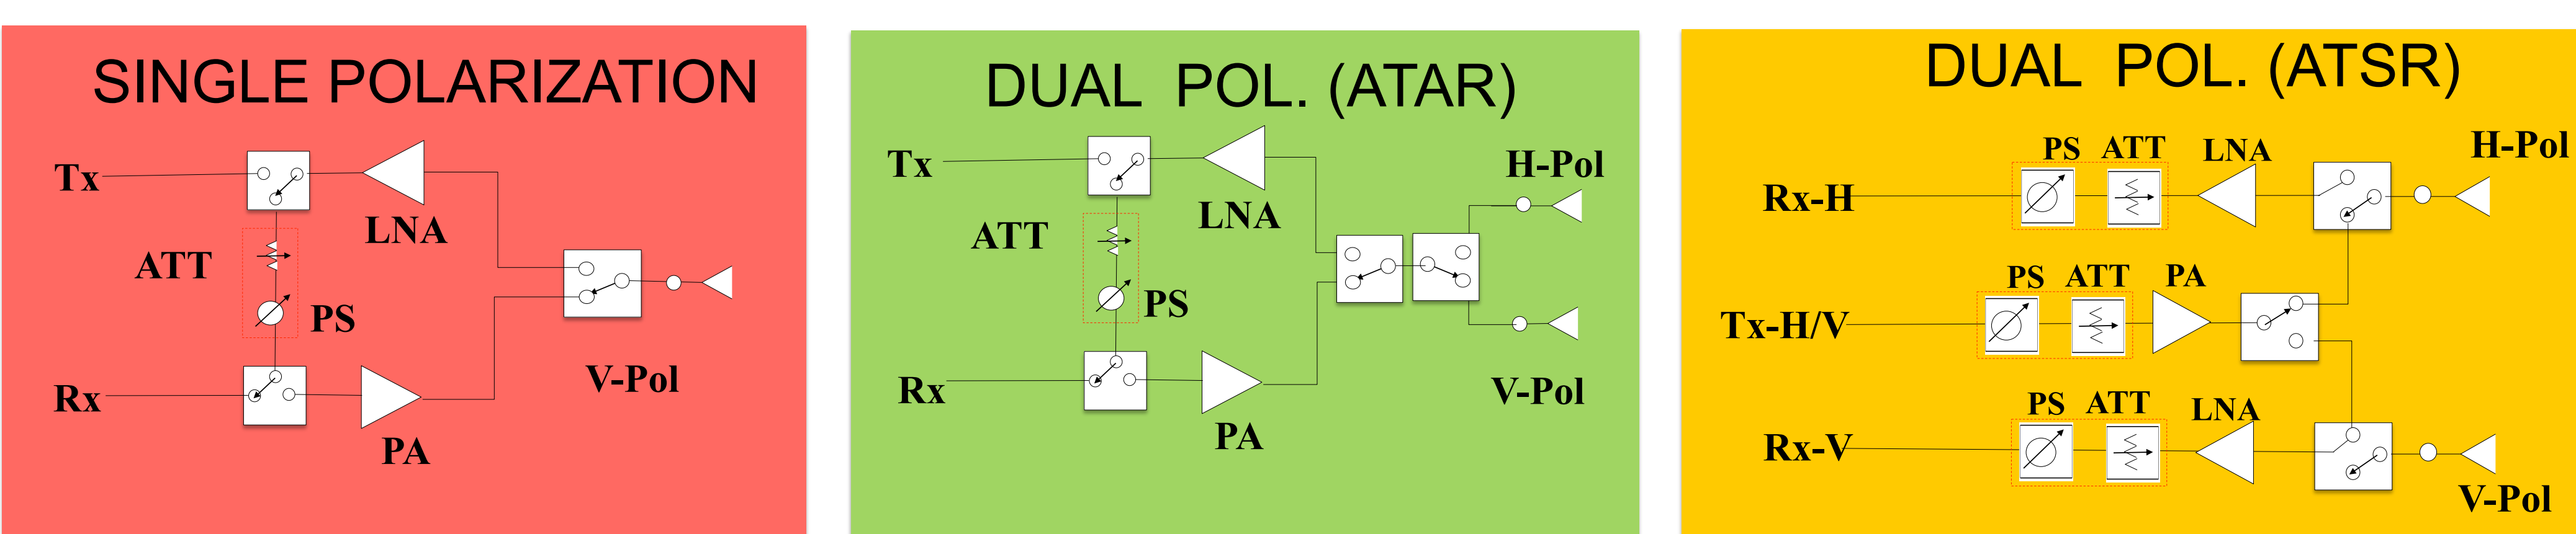 SINGLE POLARIZATION
Tx
LNA
ATT
PS
Rx
PA
V-Pol
DUAL POL. (ATAR)
Tx
H-Pol
LNA
ATT
PS
Rx
V-Pol
PA
DUAL POL. (ATSR)
PS ATT LNA H-Pol
Rx-H
PS ATT PA
Tx-H/V
PS ATT LNA
Rx-V
V-Pol